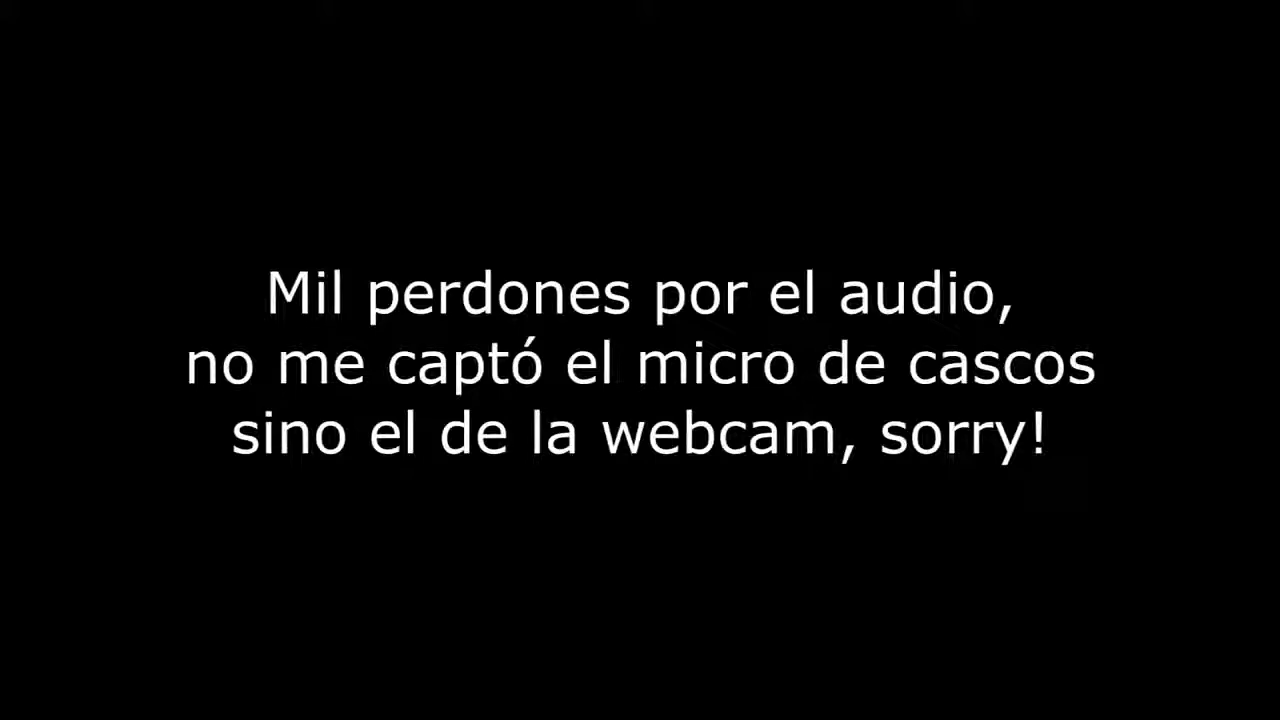 Mil perdones por el audio,
no me captó el micro de cascos
sino el de la webcam, sorry!